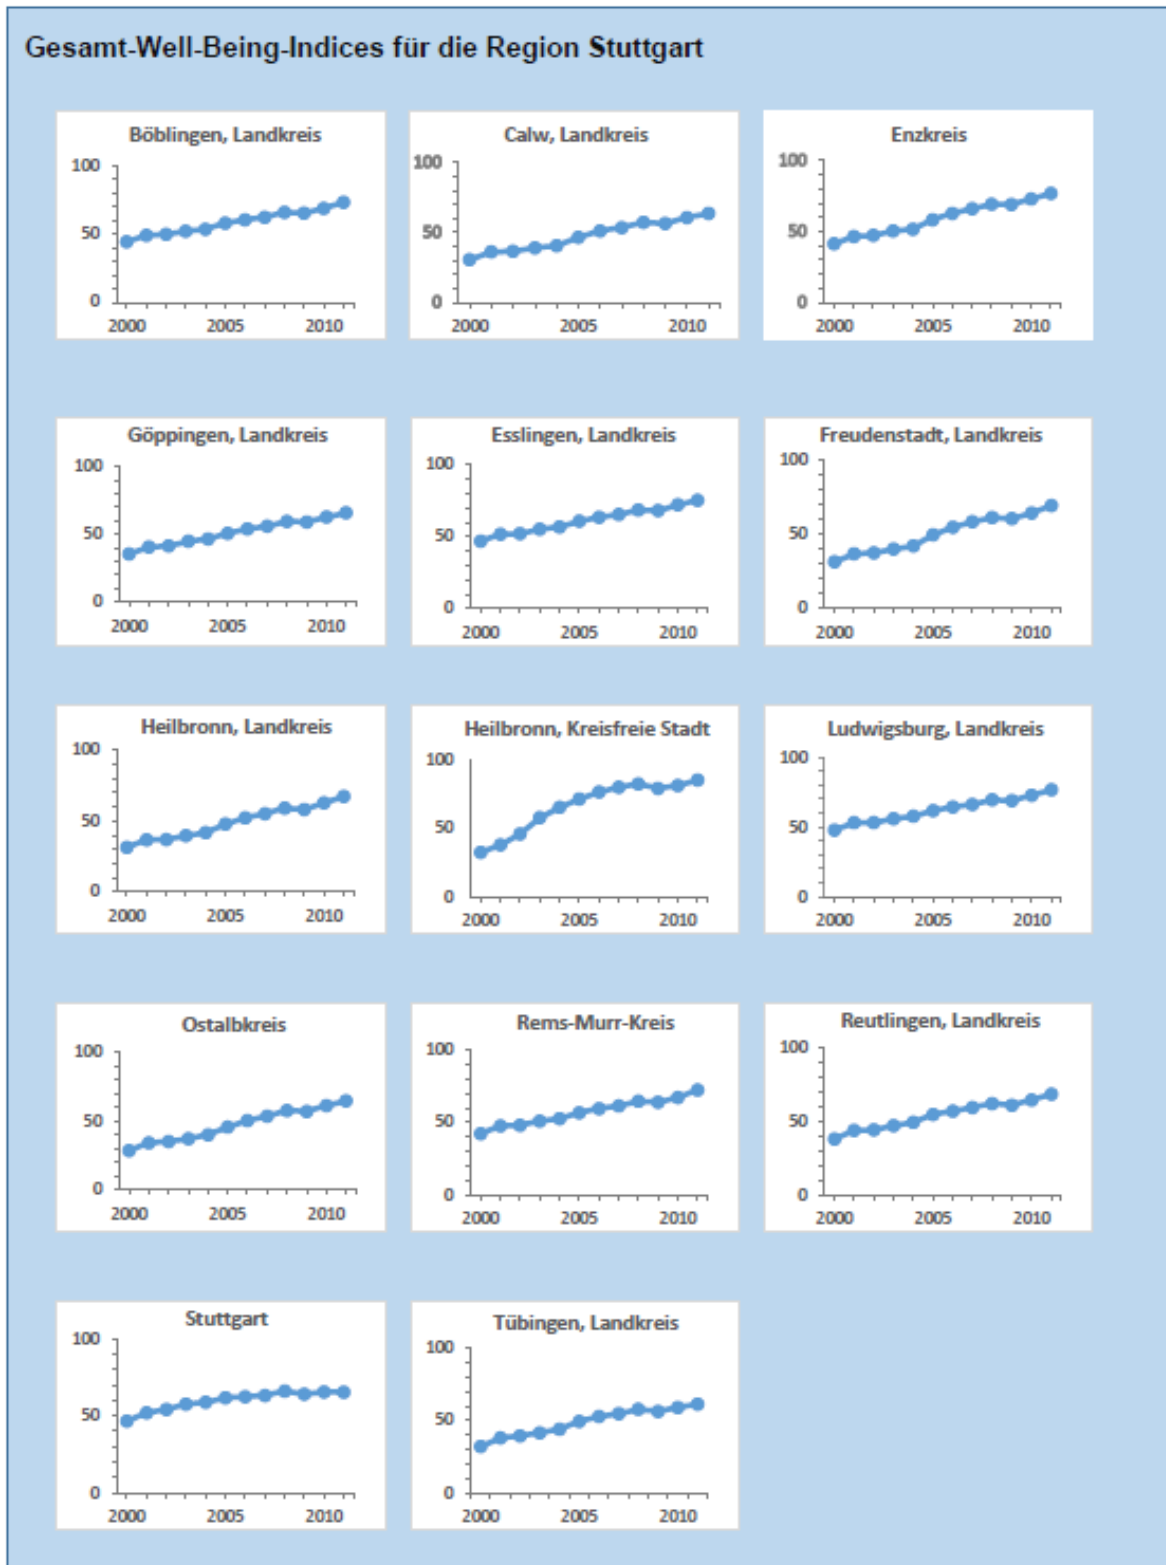 Gesamt-Well-Being-Indices für die Region Stuttgart
Böblingen, Landkreis
100
50
0
2000 2005 2010
Calw, Landkreis
100
50
0
2000 2005 2010
Enzkreis
100
50
0
2000 2005 2010
Göppingen, Landkreis
100
50
0
2000 2005 2010
Esslingen, Landkreis
100
50
0
2000 2005 2010
Freudenstadt, Landkreis
100
50
0
2000 2005 2010
Heilbronn, Landkreis
100
50
0
2000 2005 2010
Heilbronn, Kreisfreie Stadt
100
50
0
2000 2005 2010
Ludwigsburg, Landkreis
100
50
0
2000 2005 2010
Ostalbkreis
100
50
0
2000 2005 2010
Rems-Murr-Kreis
100
50
0
2000 2005 2010
Reutlingen, Landkreis
100
50
0
2000 2005 2010
Stuttgart
100
50
0
2000 2005 2010
Tübingen, Landkreis
100
50
0
2000 2005 2010